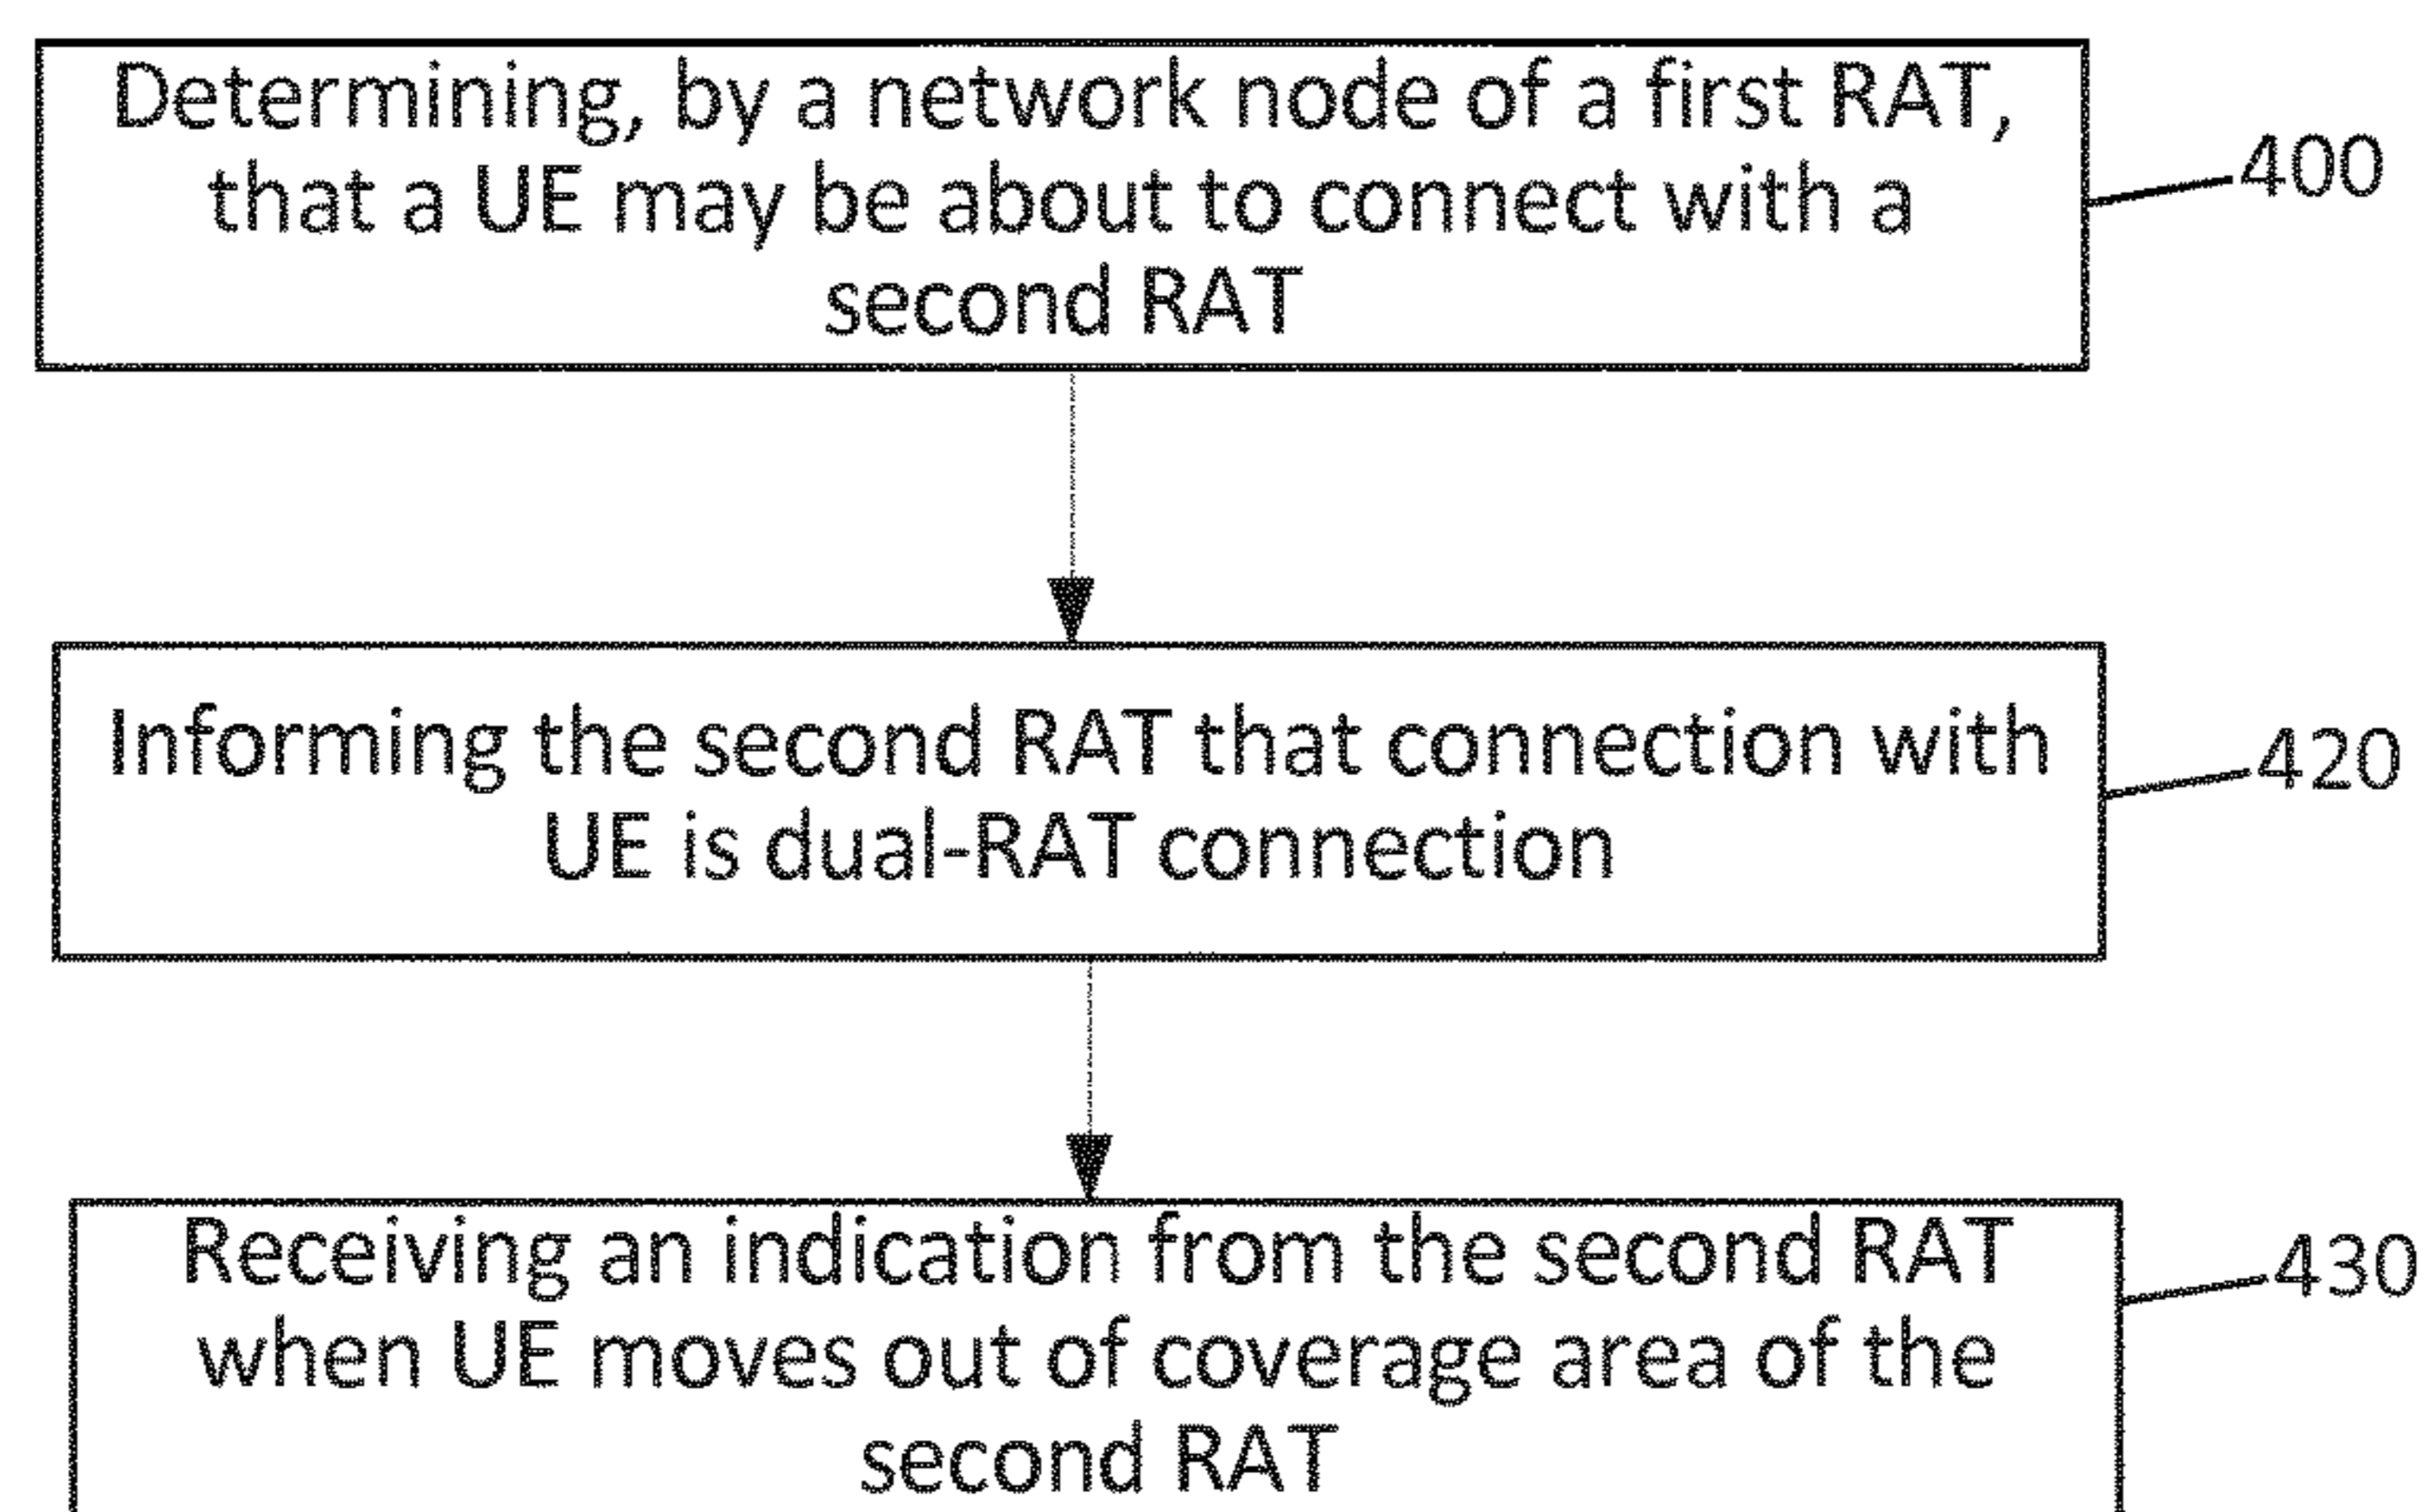 Determining, by a network node of a first RAT,
that a UE may be about to connect with a
second RAT
400
Informing the second RAT that connection with
UE is dual-RAT connection
420
Receiving an indication from the second RAT
when UE moves out of coverage area of the
second RAT
430